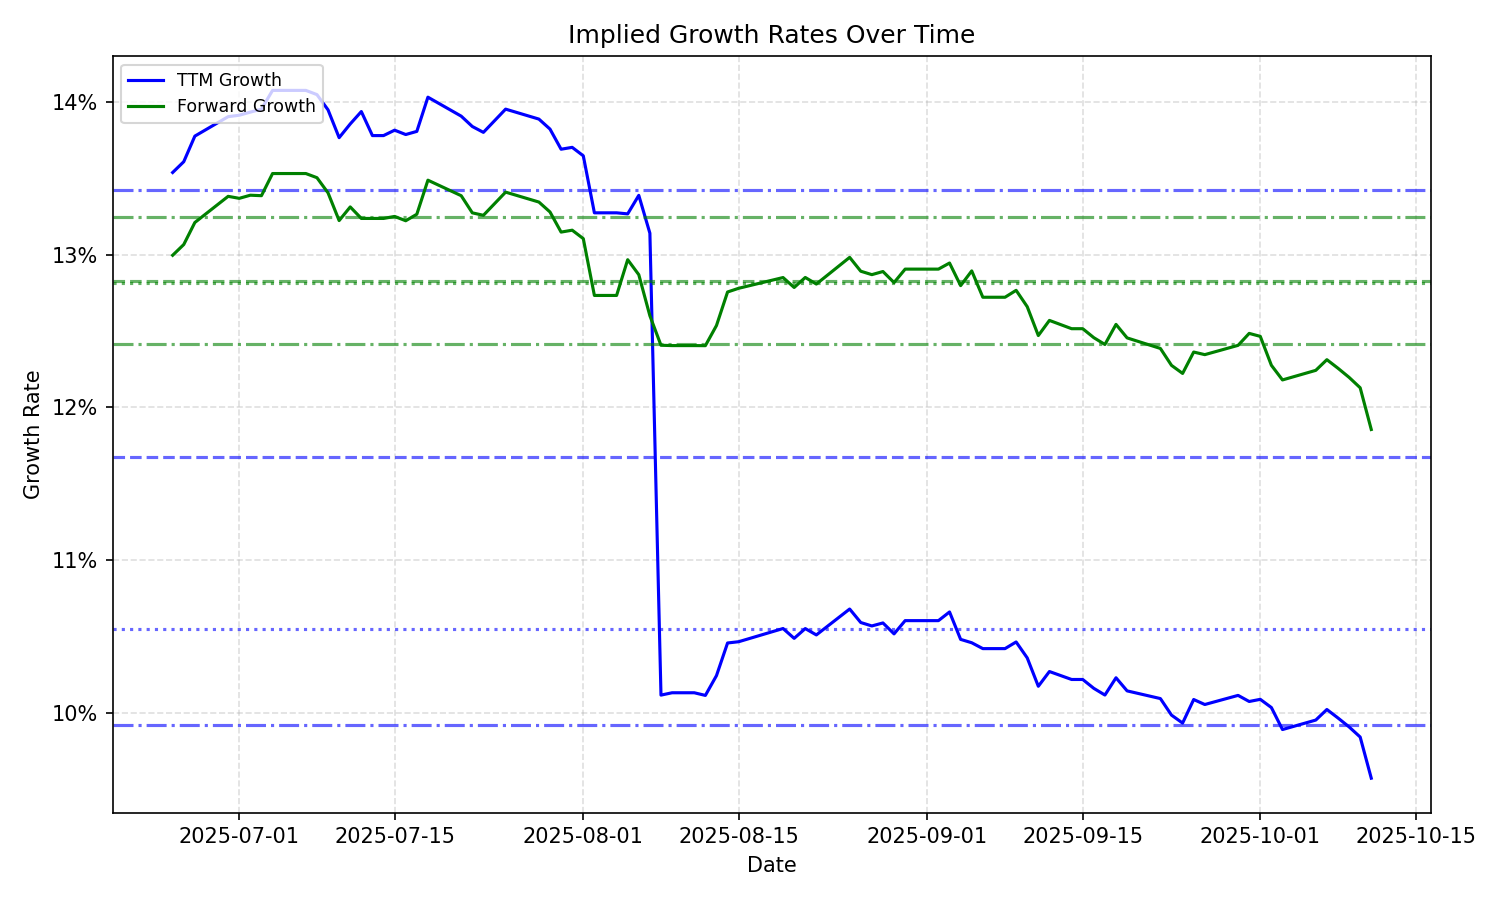 Implied Growth Rates Over Time
TTM Growth
Forward Growth
14%
13%
12%
11%
10%
Growth Rate
2025-07-01
2025-07-15
2025-08-01
2025-08-15
2025-09-01
2025-09-15
2025-10-01
2025-10-15
Date